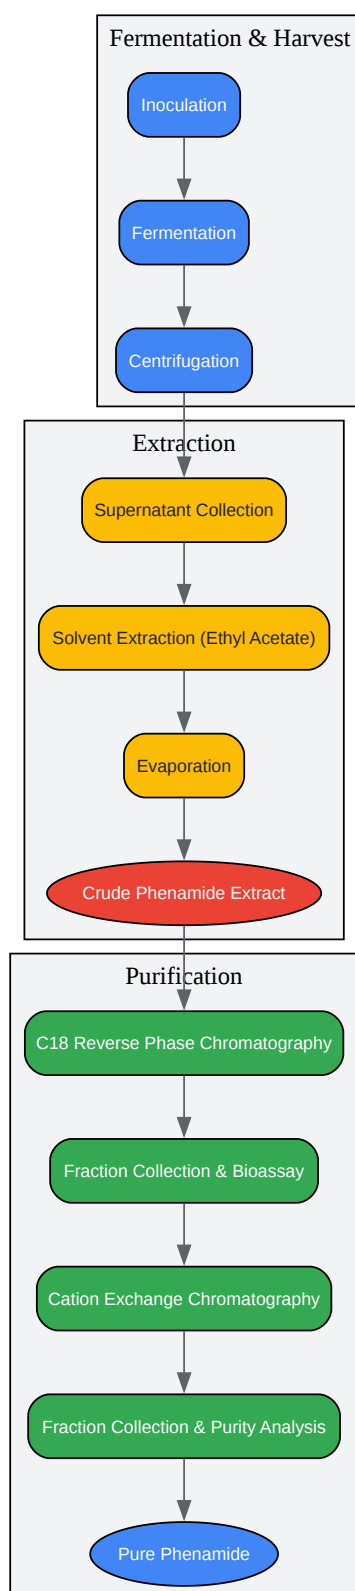 Fermentation & Harvest
Inoculation
Fermentation
Centrifugation
Extraction
Supernatant Collection
Solvent Extraction (Ethyl Acetate)
Evaporation
Crude Phenamide Extract
Purification
C18 Reverse Phase Chromatography
Fraction Collection & Bioassay
Cation Exchange Chromatography
Fraction Collection & Purity Analysis
Pure Phenamide